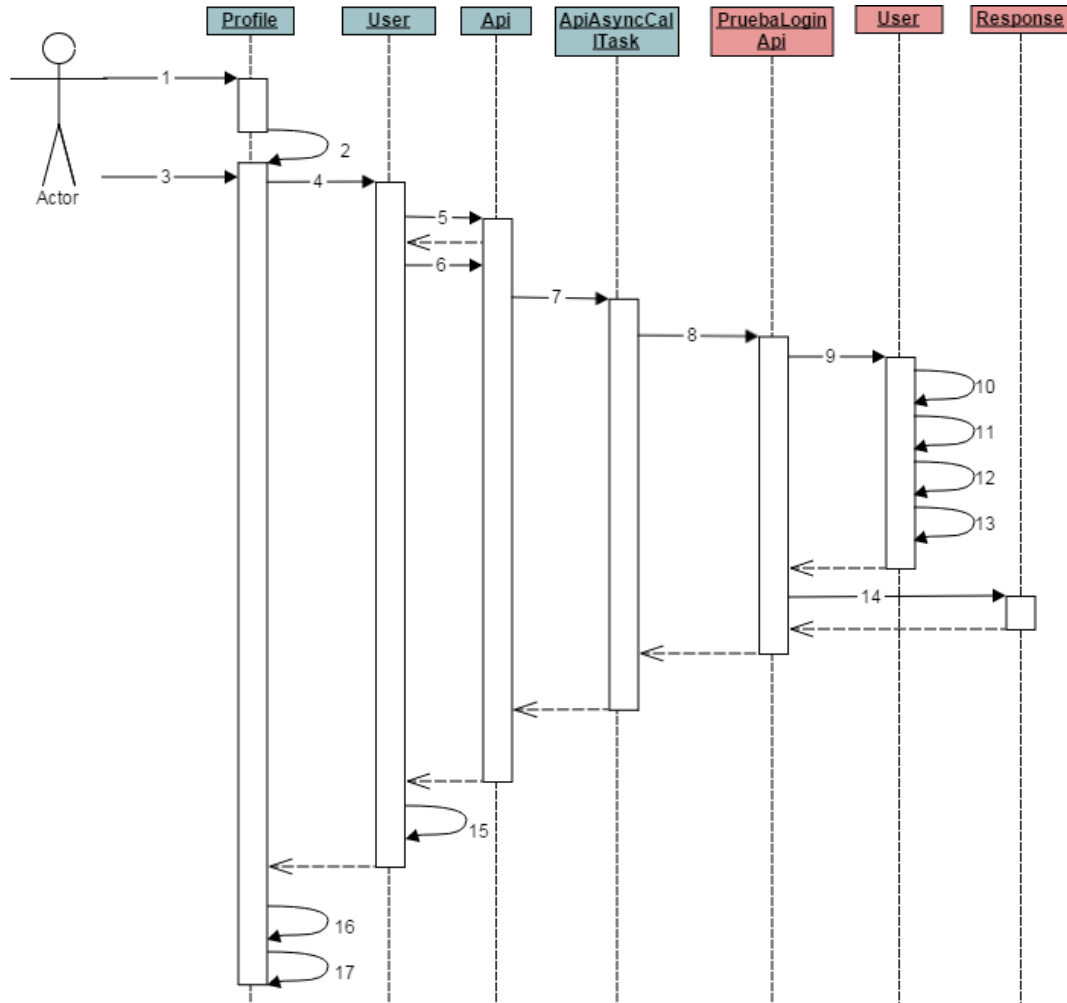 Profile
User
Api
ApiAsyncCal
lTask
PruebaLogin
Api
User
Response
Actor
1
2
3
4
5
6
7
8
9
10
11
12
13
14
15
16
17